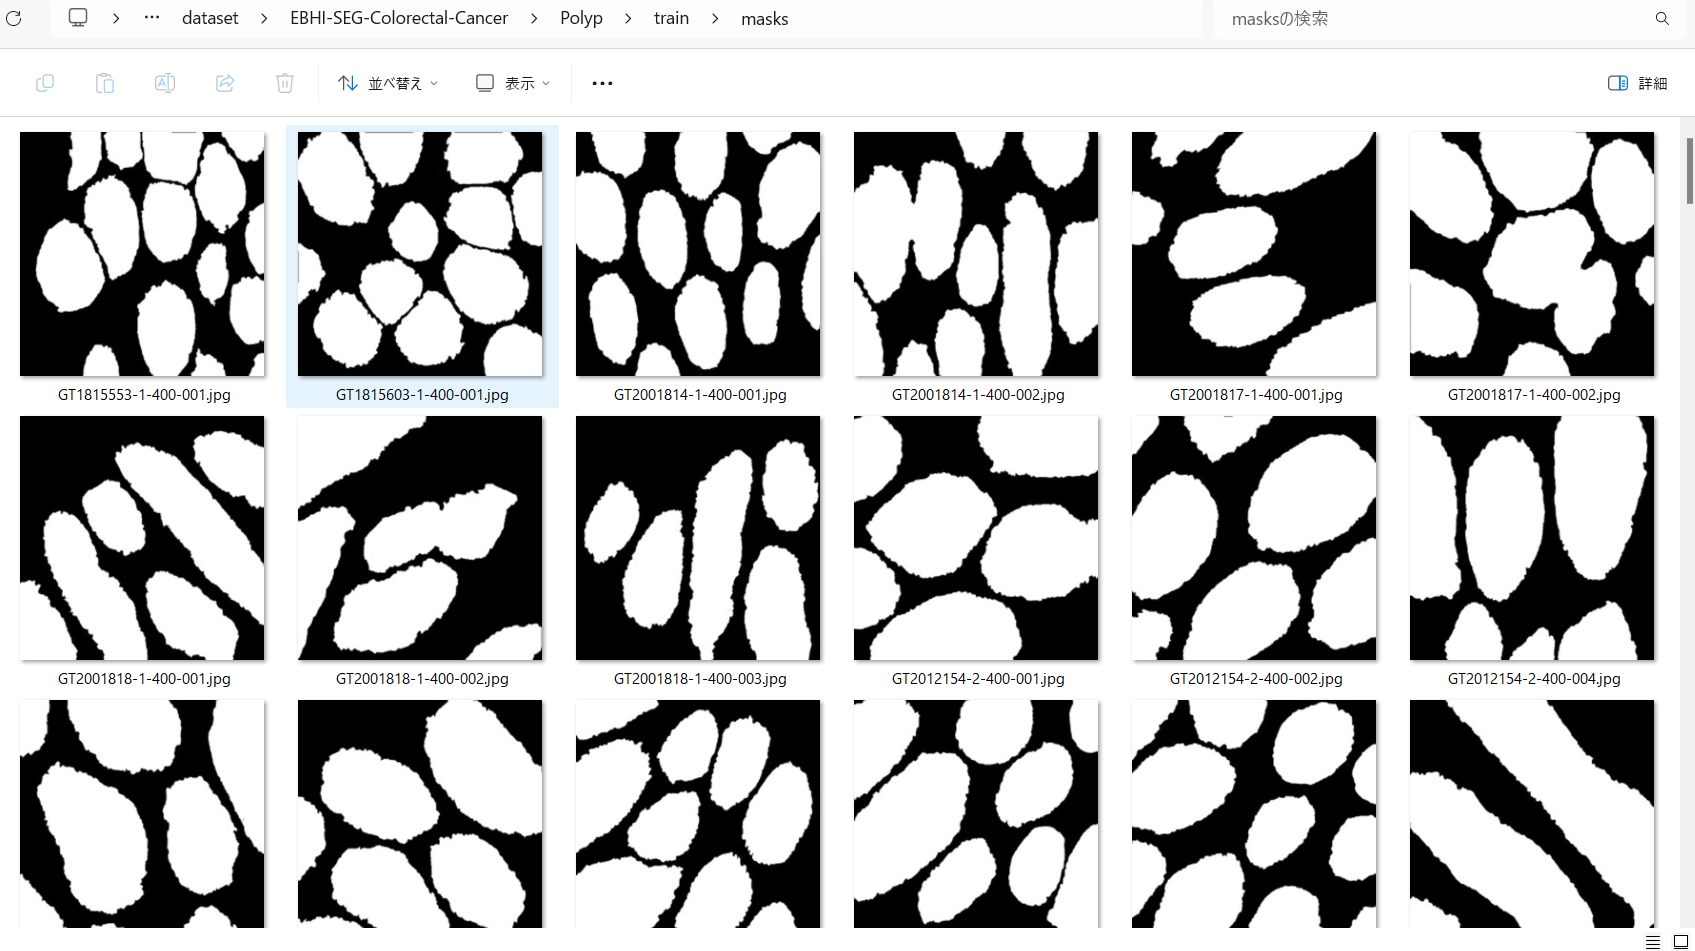 … dataset > EBHI-SEG-Colorectal-Cancer > Polyp > train > masks
masksの検索
並べ替え
表示
…
詳細
GT1815553-1-400-001.jpg
GT1815603-1-400-001.jpg
GT2001814-1-400-001.jpg
GT2001814-1-400-002.jpg
GT2001817-1-400-001.jpg
GT2001817-1-400-002.jpg
GT2001818-1-400-001.jpg
GT2001818-1-400-002.jpg
GT2001818-1-400-003.jpg
GT2012154-2-400-001.jpg
GT2012154-2-400-002.jpg
GT2012154-2-400-004.jpg